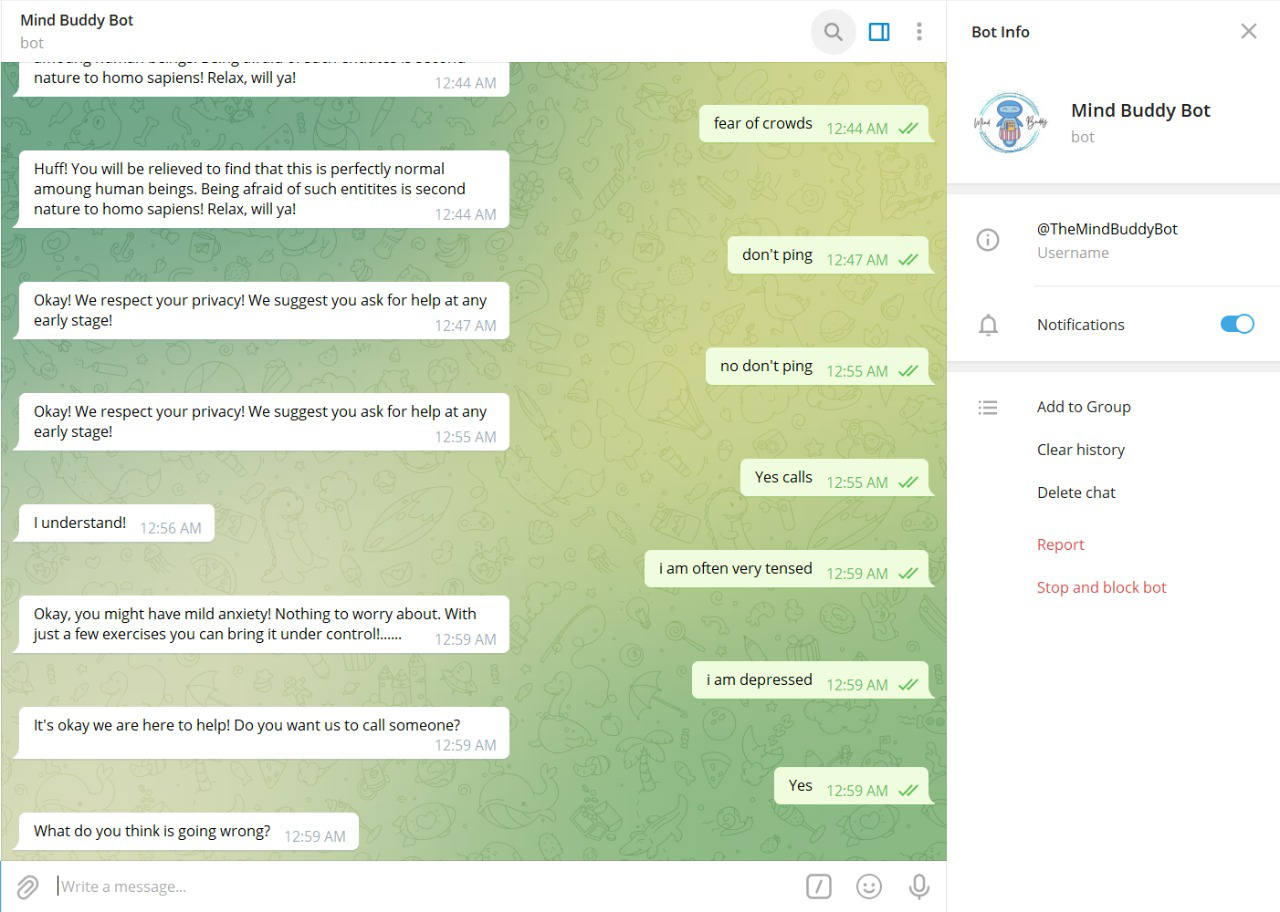 Mind Buddy Bot
bot
nature to homo sapiens! Relax, will ya!
12:44 AM
fear of crowds 12:44 AM
Huff! You will be relieved to find that this is perfectly normal
amoung human beings. Being afraid of such entitites is second
nature to homo sapiens! Relax, will ya!
12:44 AM
don't ping 12:47 AM
Okay! We respect your privacy! We suggest you ask for help at any
early stage!
12:47 AM
no don't ping 12:55 AM
Okay! We respect your privacy! We suggest you ask for help at any
early stage!
12:55 AM
Yes calls 12:55 AM
I understand! 12:56 AM
i am often very tensed 12:59 AM
Okay, you might have mild anxiety! Nothing to worry about. With
just a few exercises you can bring it under control!......
12:59 AM
i am depressed 12:59 AM
It's okay we are here to help! Do you want us to call someone?
12:59 AM
Yes 12:59 AM
What do you think is going wrong? 12:59 AM
Write a message...
Bot Info
Mind Buddy
Mind Buddy Bot
bot
@TheMindBuddyBot
Username
Notifications
Add to Group
Clear history
Delete chat
Report
Stop and block bot